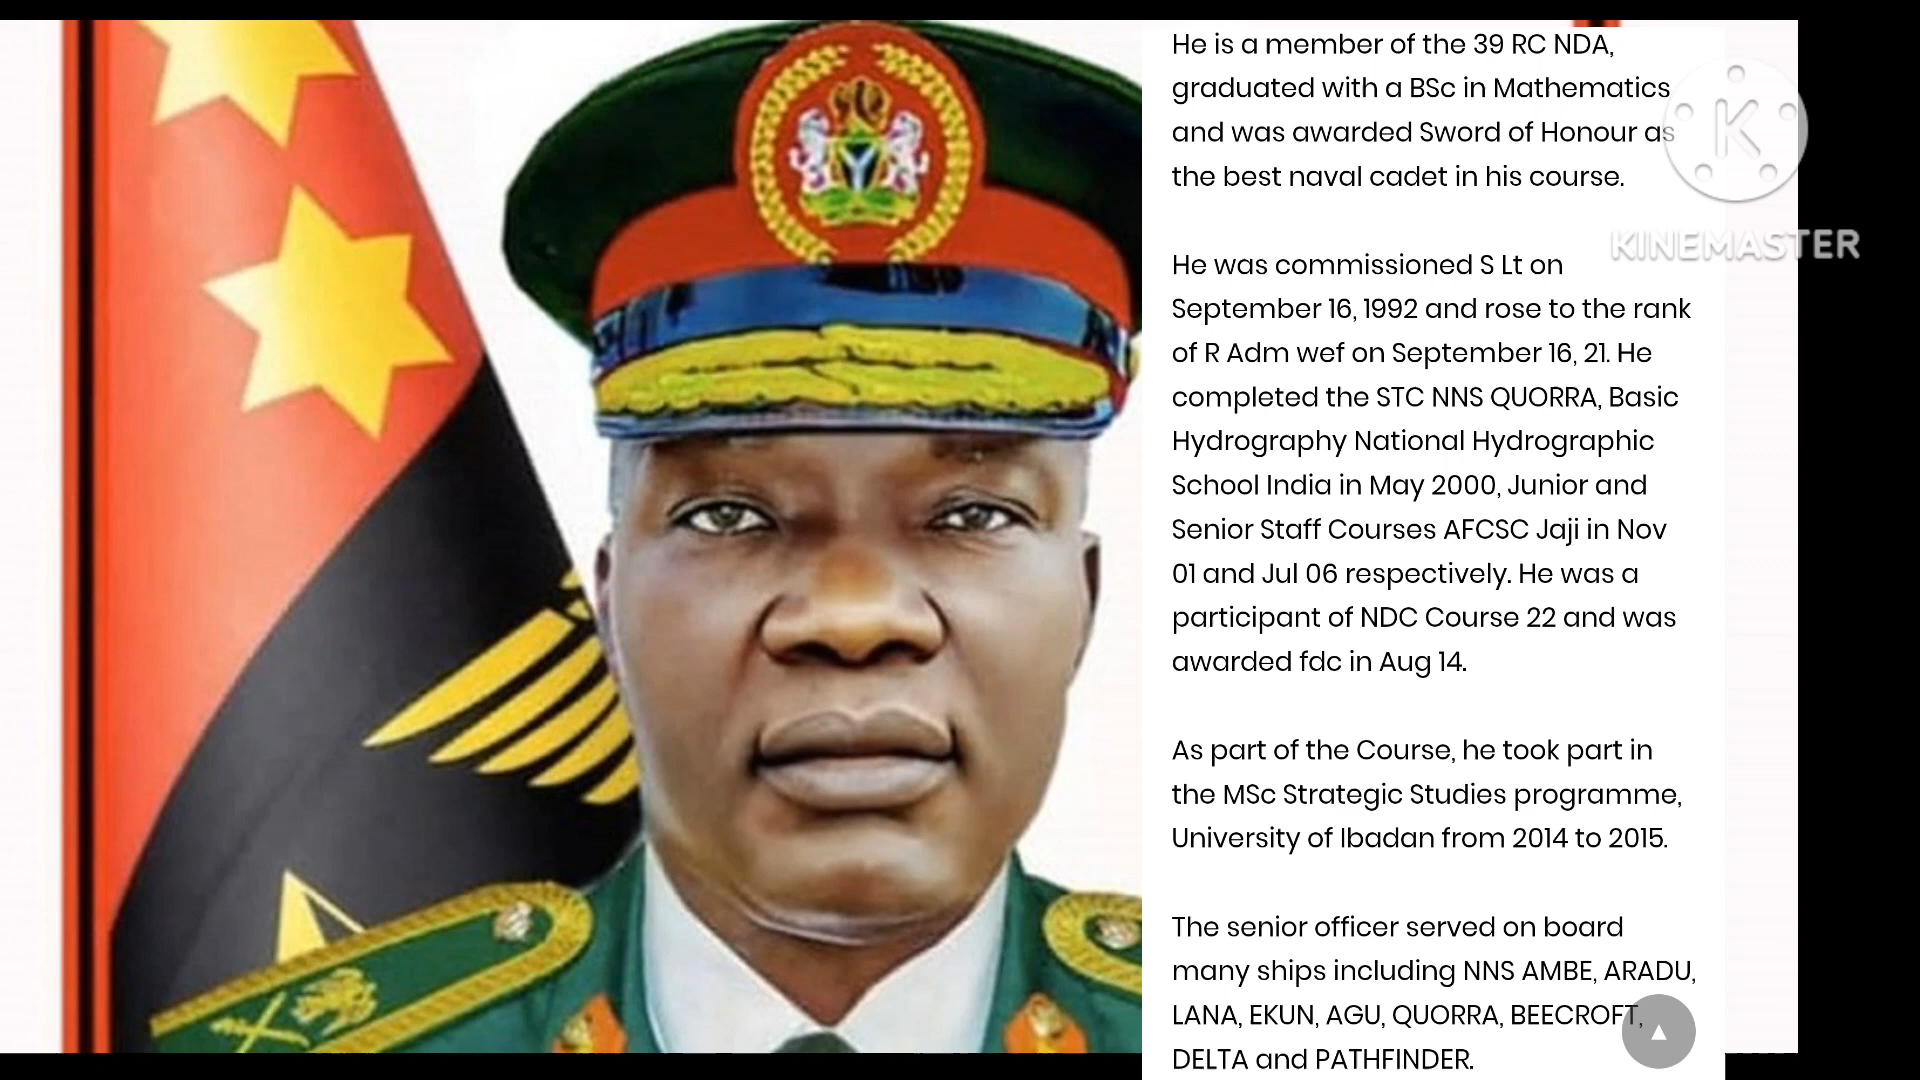 He is a member of the 39 RC NDA,
graduated with a BSc in Mathematics
and was awarded Sword of Honour as
the best naval cadet in his course.
He was commissioned S Lt on
September 16, 1992 and rose to the rank
of R Adm wef on September 16, 21. He
completed the STC NNS QUORRA, Basic
Hydrography National Hydrographic
School India in May 2000, Junior and
Senior Staff Courses AFCSC Jaji in Nov
01 and Jul 06 respectively. He was a
participant of NDC Course 22 and was
awarded fdc in Aug 14.
As part of the Course, he took part in
the MSc Strategic Studies programme,
University of Ibadan from 2014 to 2015.
The senior officer served on board
many ships including NNS AMBE, ARADU,
LANA, EKUN, AGU, QUORRA, BEECROFT,
DELTA and PATHFINDER.
K
KINEMASTER